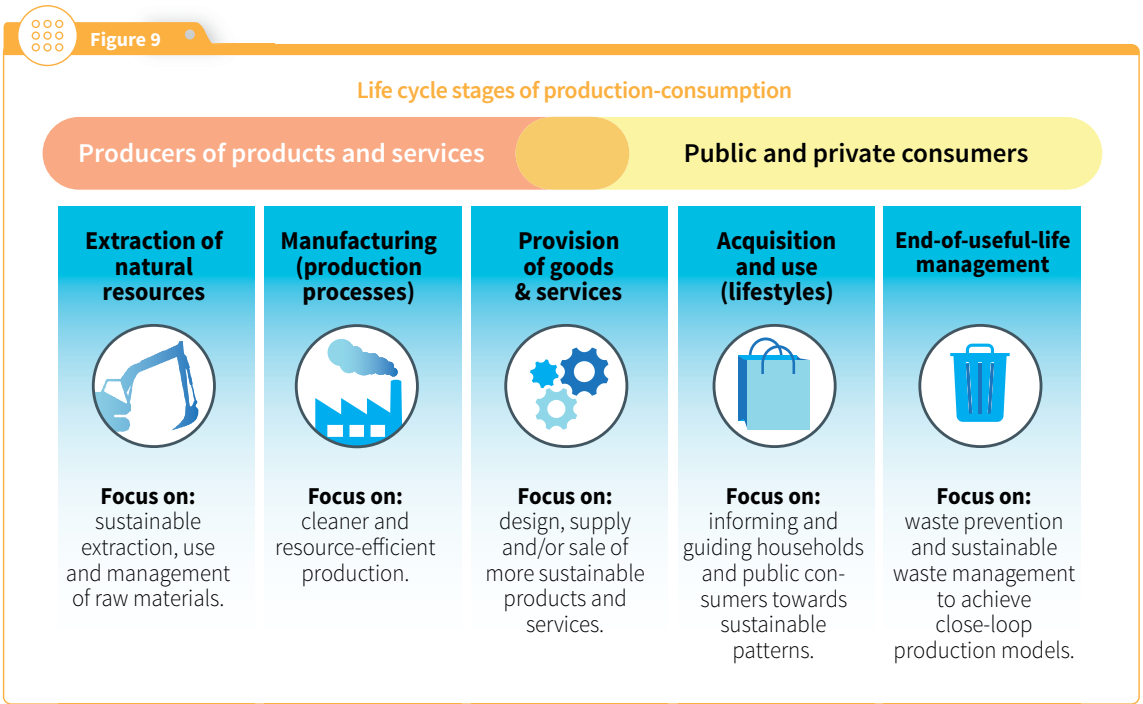 Figure 9
Life cycle stages of production-consumption
Producers of products and services
Public and private consumers
Extraction of
natural
resources
Focus on:
sustainable
extraction, use
and management
of raw materials.
Manufacturing
(production
processes)
Focus on:
cleaner and
resource-efficient
production.
Provision
of goods
& services
Focus on:
design, supply
and/or sale of
more sustainable
products and
services.
Acquisition
and use
(lifestyles)
Focus on:
informing and
guiding households
and public con-
sumers towards
sustainable
patterns.
End-of-useful-life
management
Focus on:
waste prevention
and sustainable
waste management
to achieve
close-loop
production models.